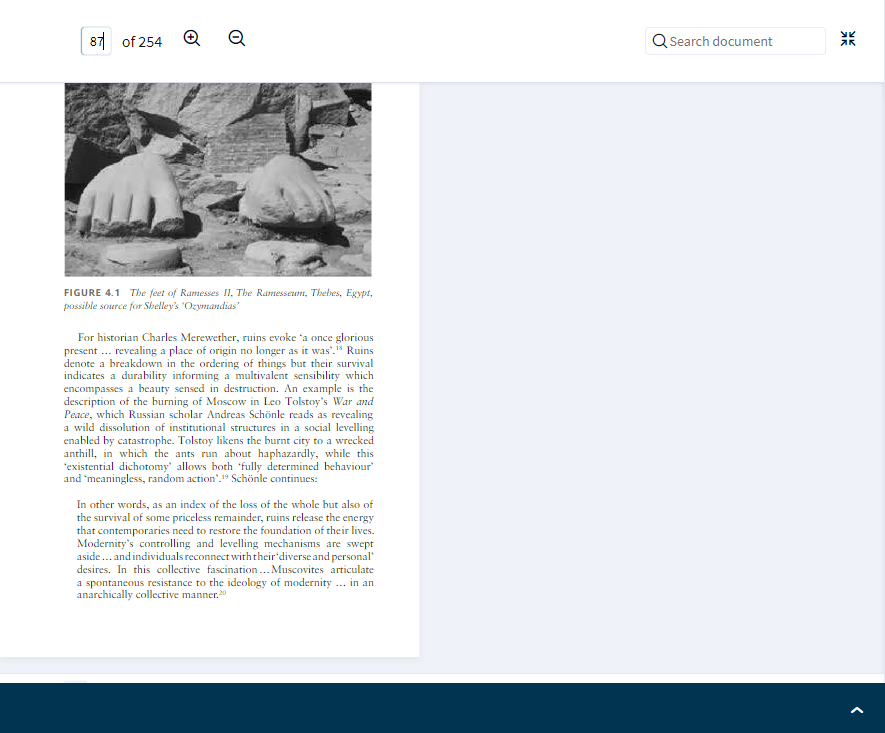 87 of 254
Search document
FIGURE 4.1 The feet of Ramesses II, The Ramesseum, Thebes, Egypt,
possible source for Shelley's 'Ozymandias'
For historian Charles Merewether, ruins evoke ‘a once glorious
present … revealing a place of origin no longer as it was’.18 Ruins
denote a breakdown in the ordering of things but their survival
indicates a durability informing a multivalent sensibility which
encompasses a beauty sensed in destruction. An example is the
description of the burning of Moscow in Leo Tolstoy’s War and
Peace, which Russian scholar Andreas Schönle reads as revealing
a wild dissolution of institutional structures in a social levelling
enabled by catastrophe. Tolstoy likens the burnt city to a wrecked
anthill, in which the ants run about haphazardly, while this
‘existential dichotomy’ allows both ‘fully determined behaviour’
and ‘meaningless, random action’.19 Schönle continues:
In other words, as an index of the loss of the whole but also of
the survival of some priceless remainder, ruins release the energy
that contemporaries need to restore the foundation of their lives.
Modernity’s controlling and levelling mechanisms are swept
aside … and individuals reconnect with their ‘diverse and personal’
desires. In this collective fascination … Muscovites articulate
a spontaneous resistance to the ideology of modernity … in an
anarchically collective manner.20